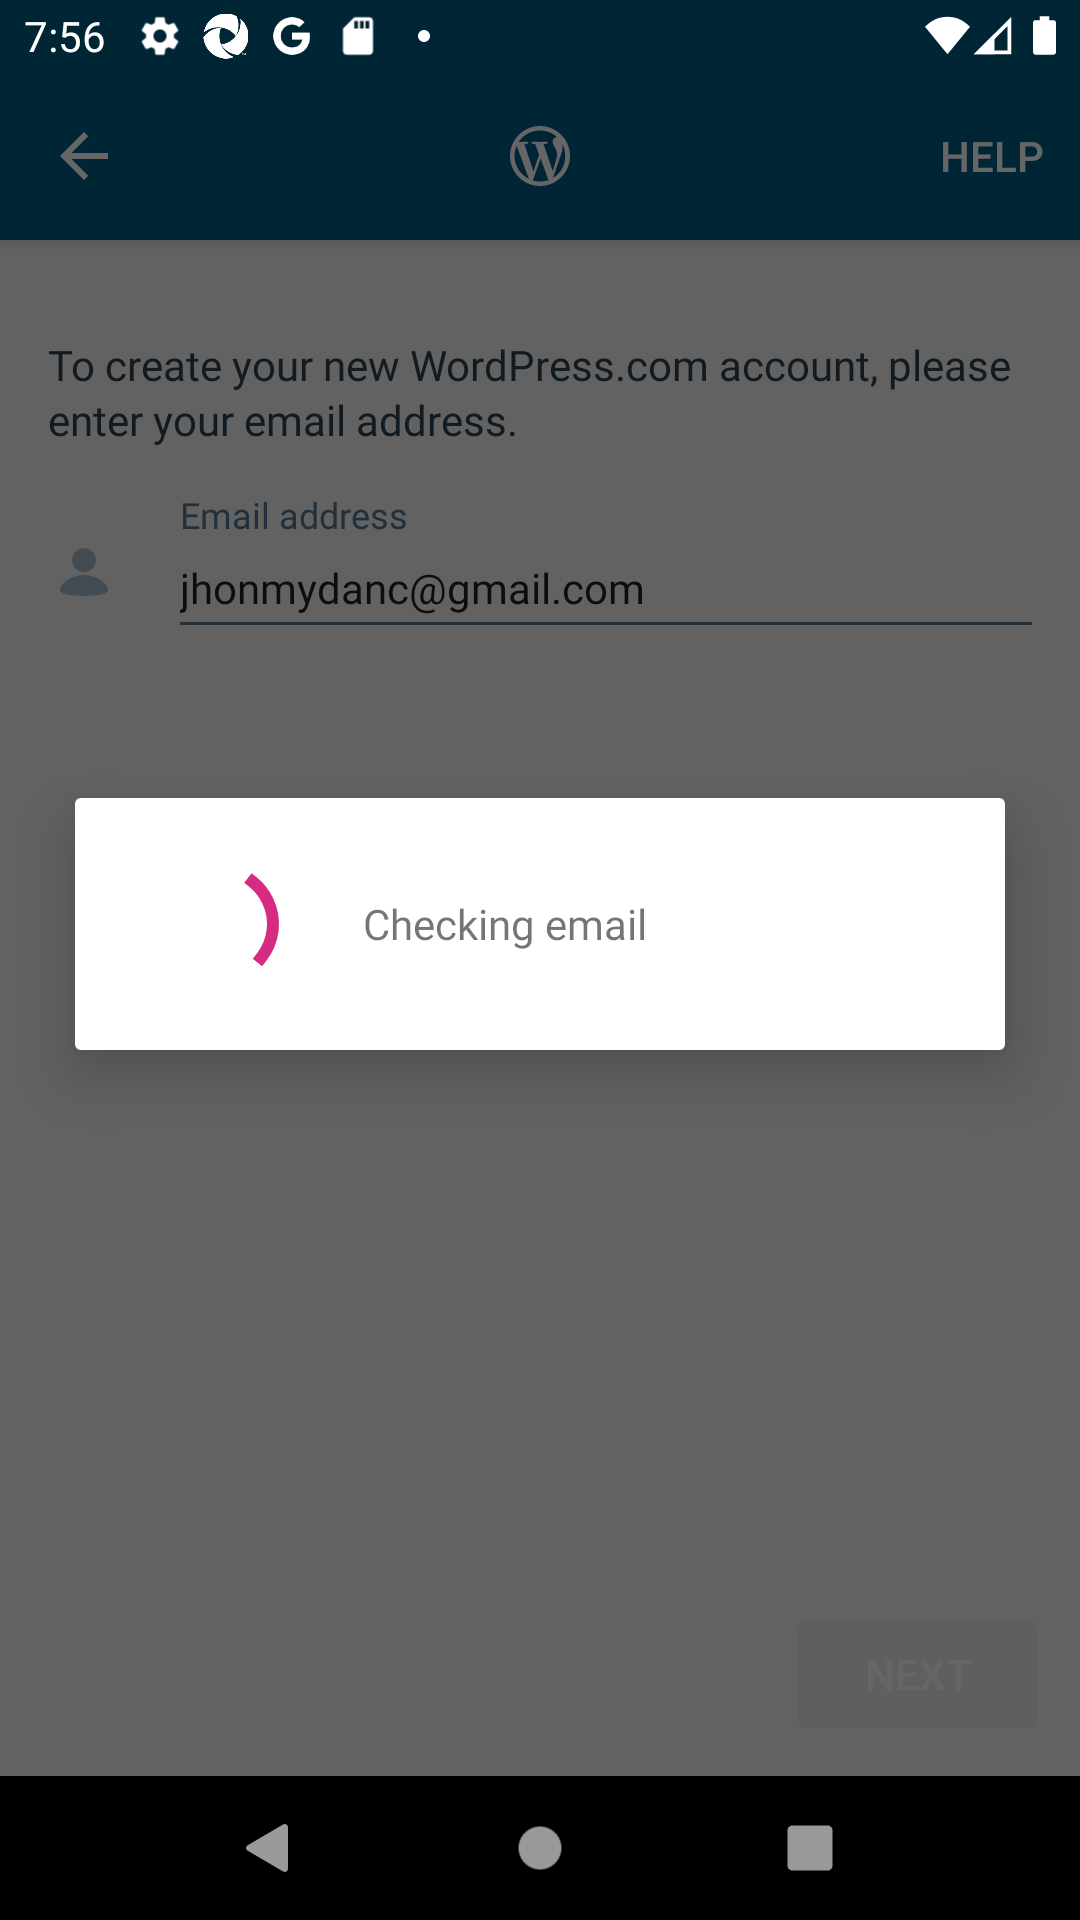 7:56
HELP
To create your new WordPress.com account, please
enter your email address.
Email address
jhonmydanc@gmail.com
Checking email
NEXT